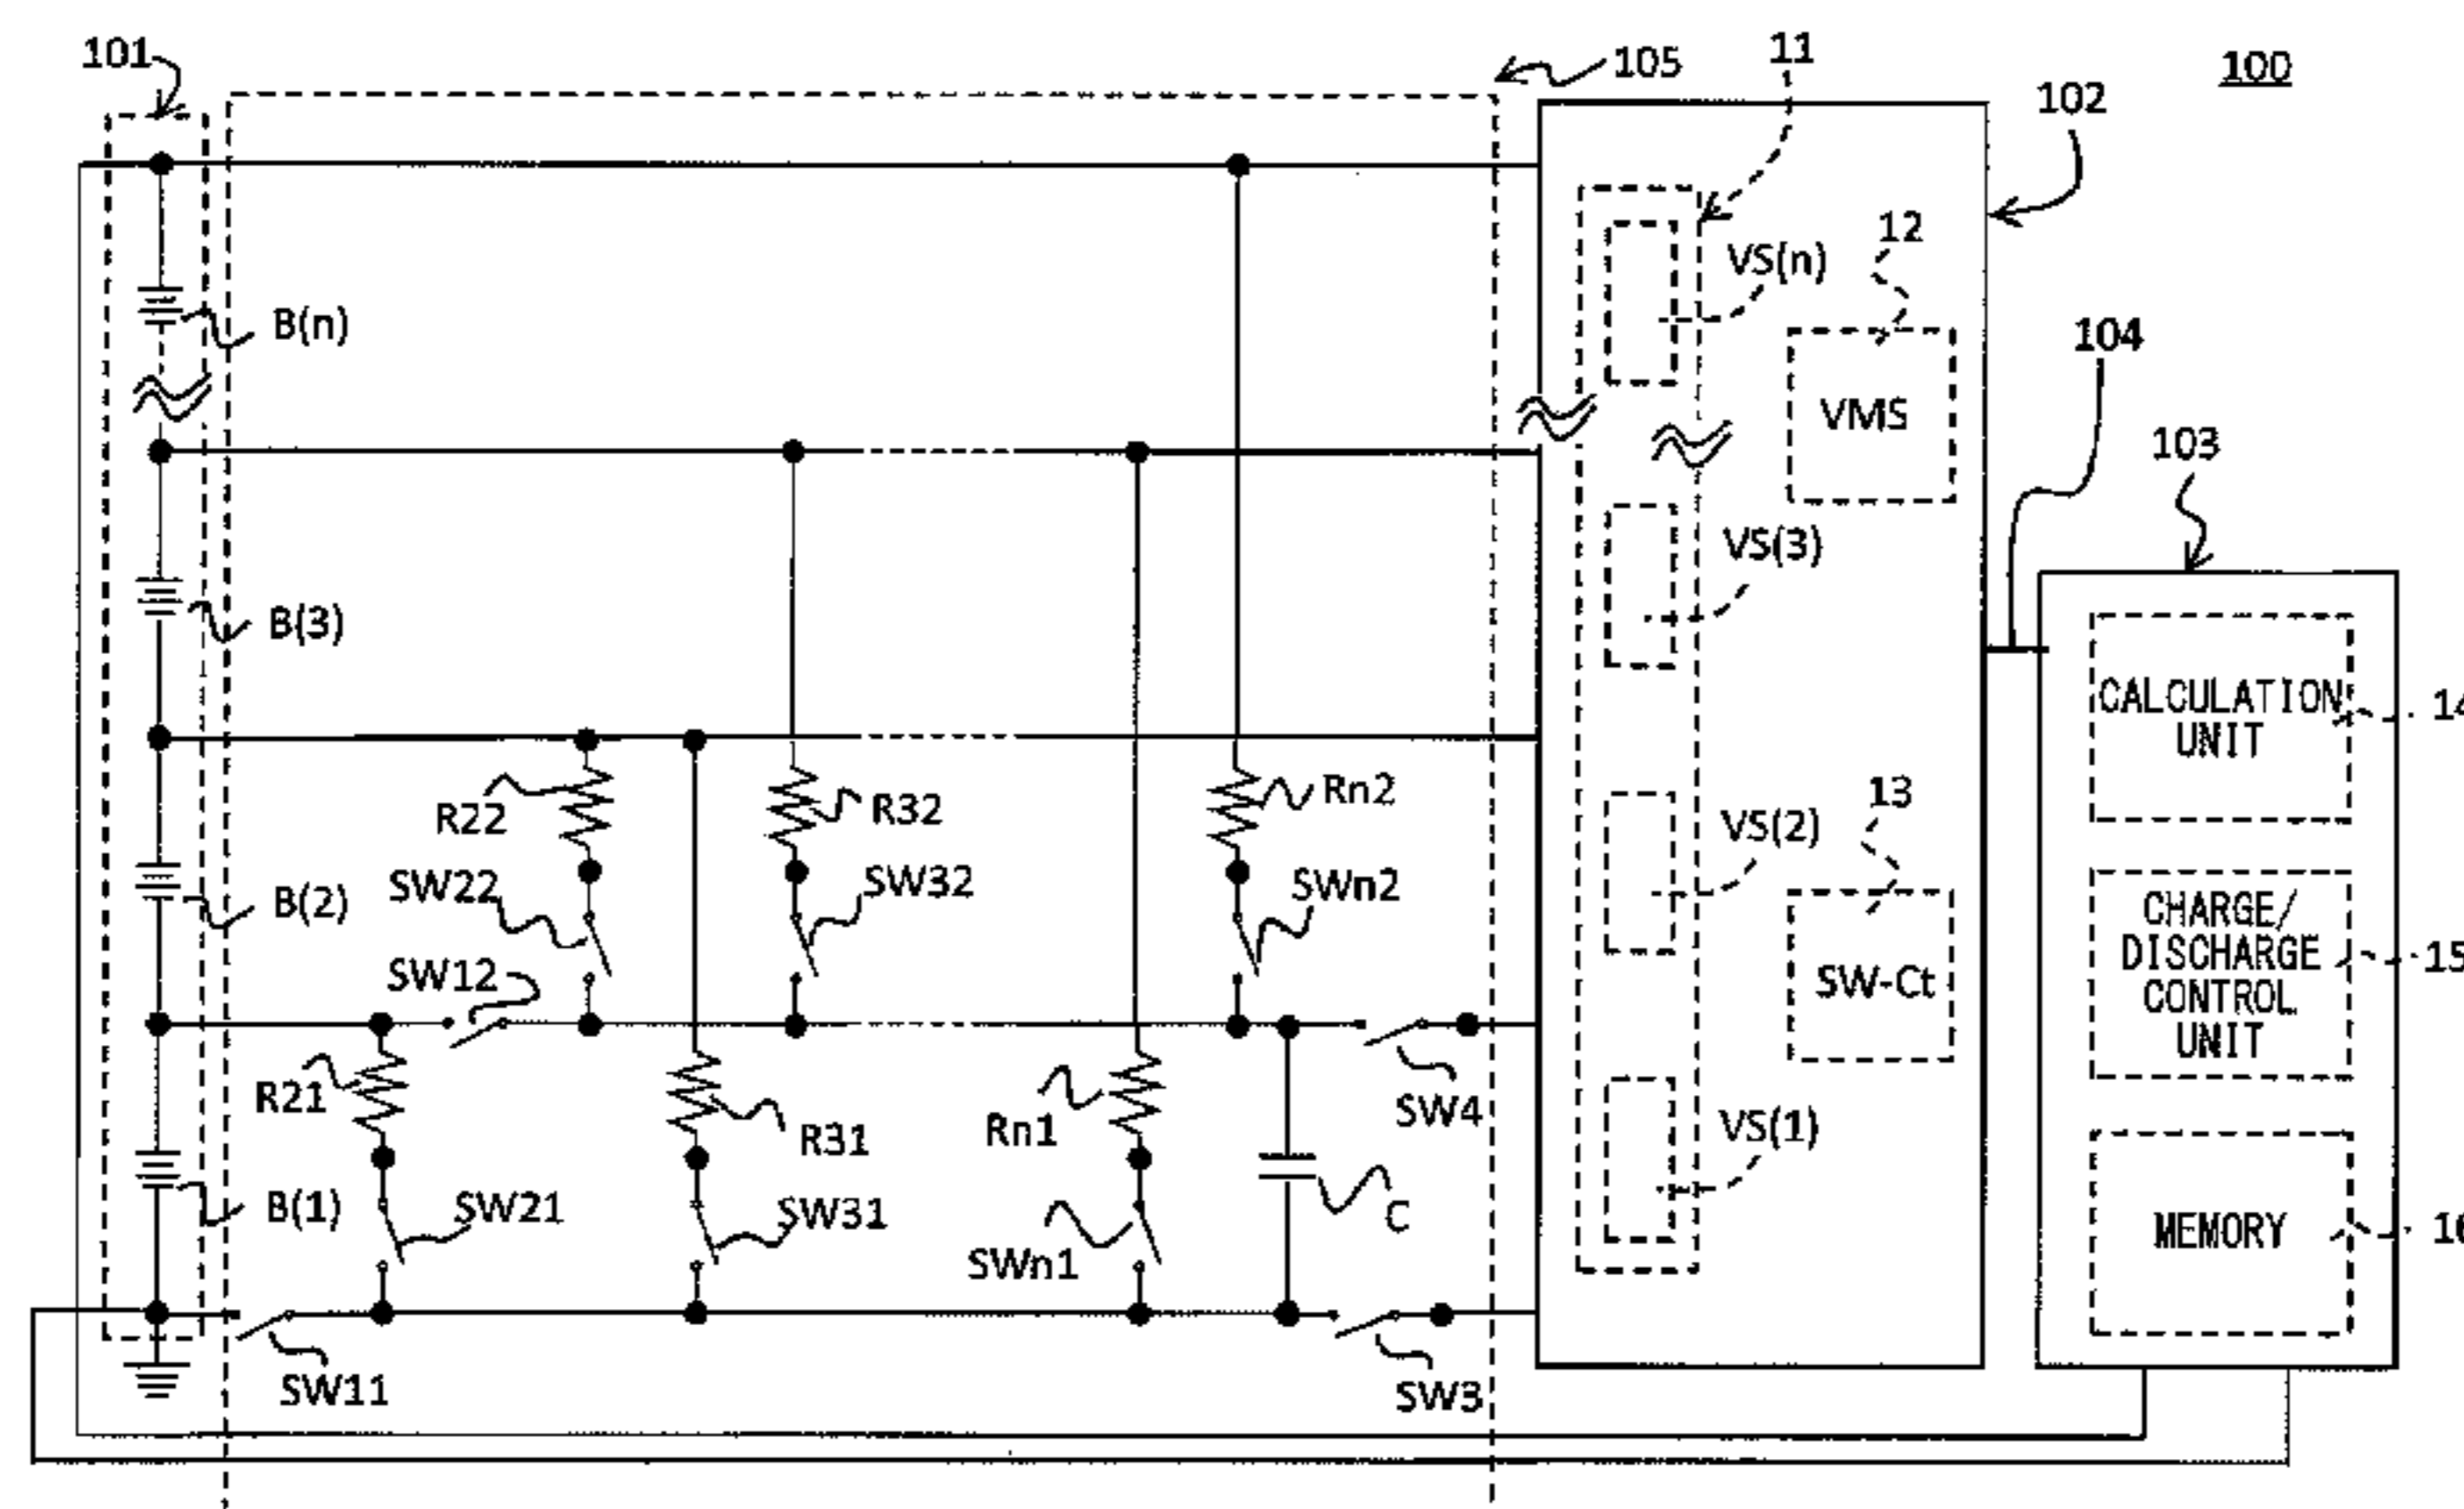 101
105
11
100
102
VS(n)
12
B(n)
104
VMS
103
VS(3)
B(3)
CALCULATION
UNIT
14
R22
R32
Rn2
VS(2)
13
SW22
SW32
SWn2
B(2)
CHARGE/
DISCHARGE
CONTROL
UNIT
15
SW12
SW-Ct
R21
R31
Rn1
SW4
VS(1)
B(1)
SW21
SW31
SWn1
C
MEMORY
SW11
SW3